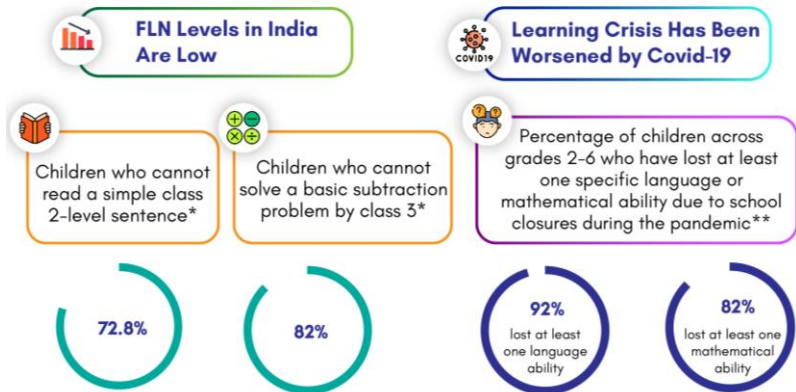 FLN Levels in India
Are Low
Learning Crisis Has Been
Worsened by Covid-19
COVID19
Children who cannot
read a simple class
2-level sentence*
Children who cannot
solve a basic subtraction
problem by class 3*
Percentage of children across
grades 2-6 who have lost at least
one specific language or
mathematical ability due to school
closures during the pandemic**
72.8%
82%
92%
lost at least
one language
ability
82%
lost at least one
mathematical
ability